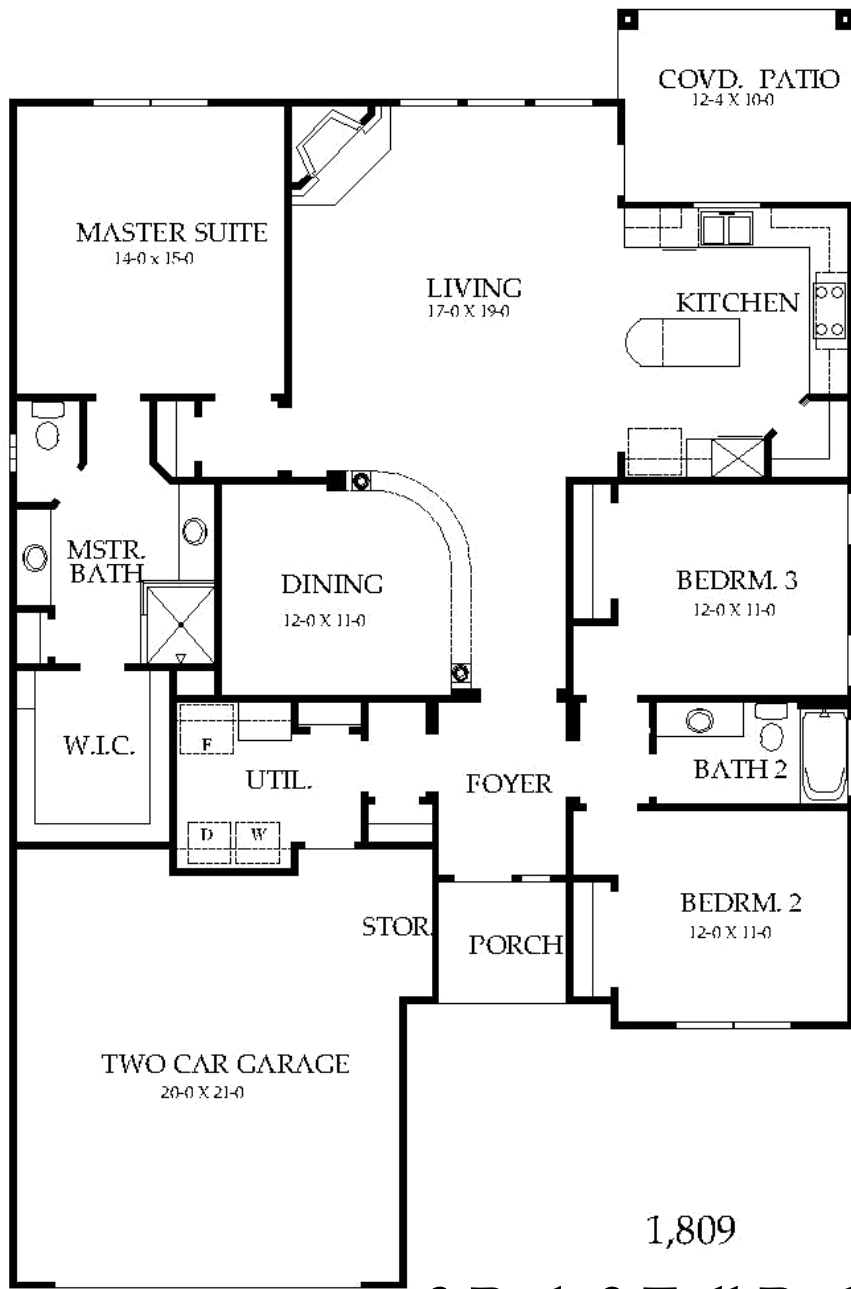 COVD. PATIO
12-4 X 10-0
MASTER SUITE
14-0 x 15-0
LIVING
17-0 X 19-0
KITCHEN
MSTR.
BATH
DINING
12-0 X 11-0
BEDRM. 3
12-0 X 11-0
W.I.C.
F
UTIL.
D
W
FOYER
BATH 2
STOR.
PORCH
BEDRM. 2
12-0 X 11-0
TWO CAR GARAGE
20-0 X 21-0
1,809